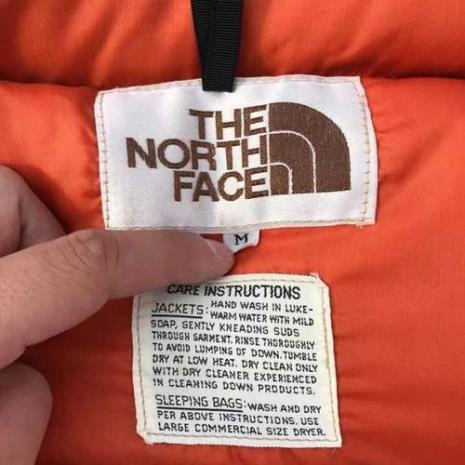 THE
NORTH
FACE
M
CARE INSTRUCTIONS
JACKETS: HAND WASH IN LUKE-
WARM WATER WITH MILD
SOAP, GENTLY KNEADING SUDS
THROUGH GARMENT. RINSE THOROUGHLY
TO AVOID LUMPING OF DOWN. TUMBLE
DRY AT LOW HEAT. DRY CLEAN ONLY
WITH DRY CLEANER EXPERIENCED
IN CLEANING DOWN PRODUCTS.
SLEEPING BAGS: WASH AND DRY
PER ABOVE INSTRUCTIONS. USE
LARGE COMMERCIAL SIZE DRYER.